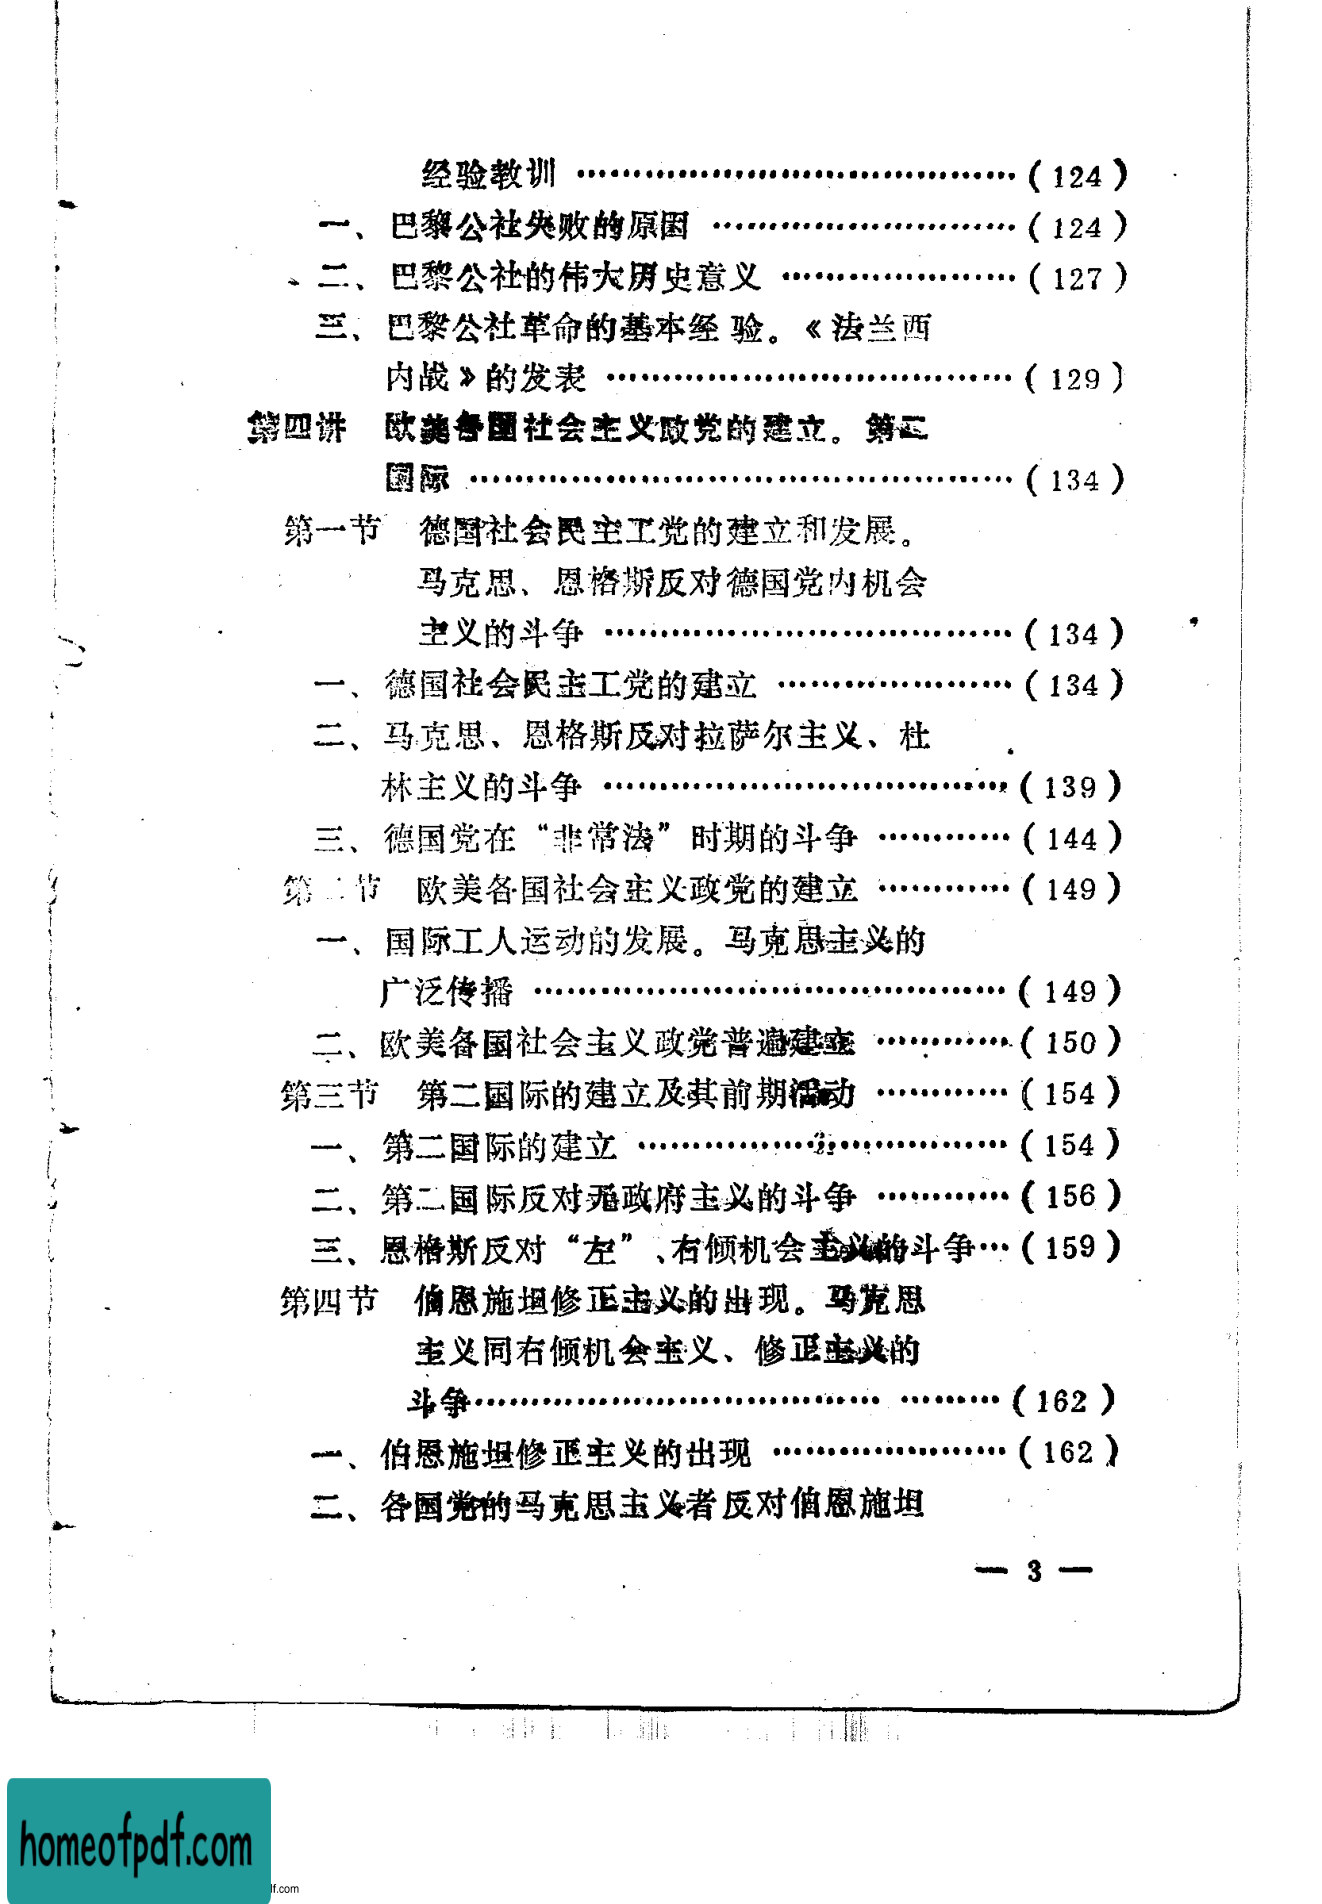 经验教训 ……………………………………(124)
一、巴黎公社失败的原因 …………………………(124)
二、巴黎公社的伟大历史意义 …………………(127)
三、巴黎公社革命的基本经验。《法兰西
内战》的发表 …………………………………(129)
第四讲 欧美各国社会主义政党的建立。第二
国际 ……………………………………………(134)
第一节 德国社会民主工党的建立和发展。
马克思、恩格斯反对德国党内机会
主义的斗争 …………………………………(134)
一、德国社会民主工党的建立 …………………(134)
二、马克思、恩格斯反对拉萨尔主义、杜
林主义的斗争 …………………………………(139)
三、德国党在“非常法”时期的斗争 …………(144)
第二节 欧美各国社会主义政党的建立 …………(149)
一、国际工人运动的发展。马克思主义的
广泛传播 ………………………………………(149)
二、欧美各国社会主义政党普遍建立 …………(150)
第三节 第二国际的建立及其前期活动 …………(154)
一、第二国际的建立 ……………………………(154)
二、第二国际反对无政府主义的斗争 …………(156)
三、恩格斯反对“左”、右倾机会主义的斗争…(159)
第四节 伯恩施坦修正主义的出现。马克思
主义同右倾机会主义、修正主义的
斗争…………………………………………(162)
一、伯恩施坦修正主义的出现 …………………(162)
二、各国党的马克思主义者反对伯恩施坦
— 3 —
homeofpdf.com
lf.com